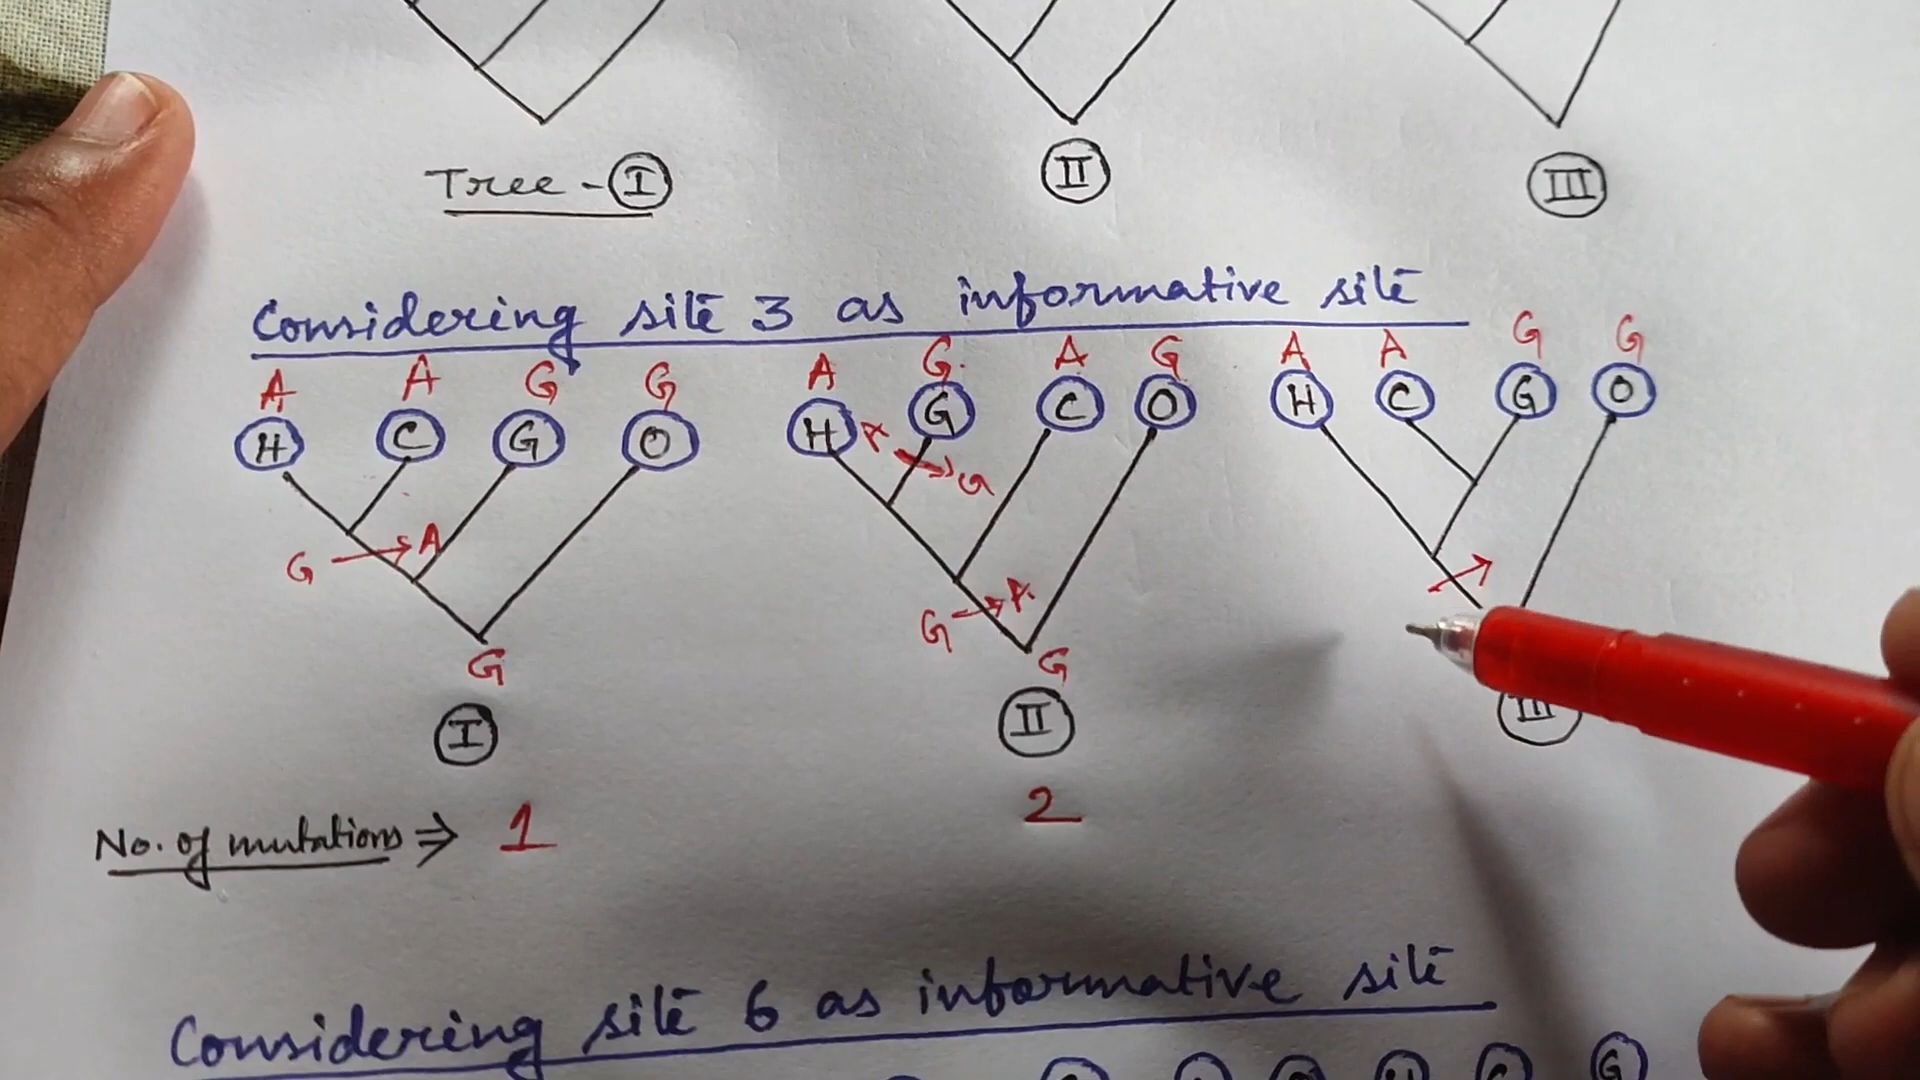 Tree - I
II
III
Considering site 3 as informative site
A A G G A G. A G A A G G
H C G O H G C O H C G O
A → G
G → A
G → A.
G
G
I
II
III
No. of mutations ⇒ 1
2
Considering site 6 as informative site
G